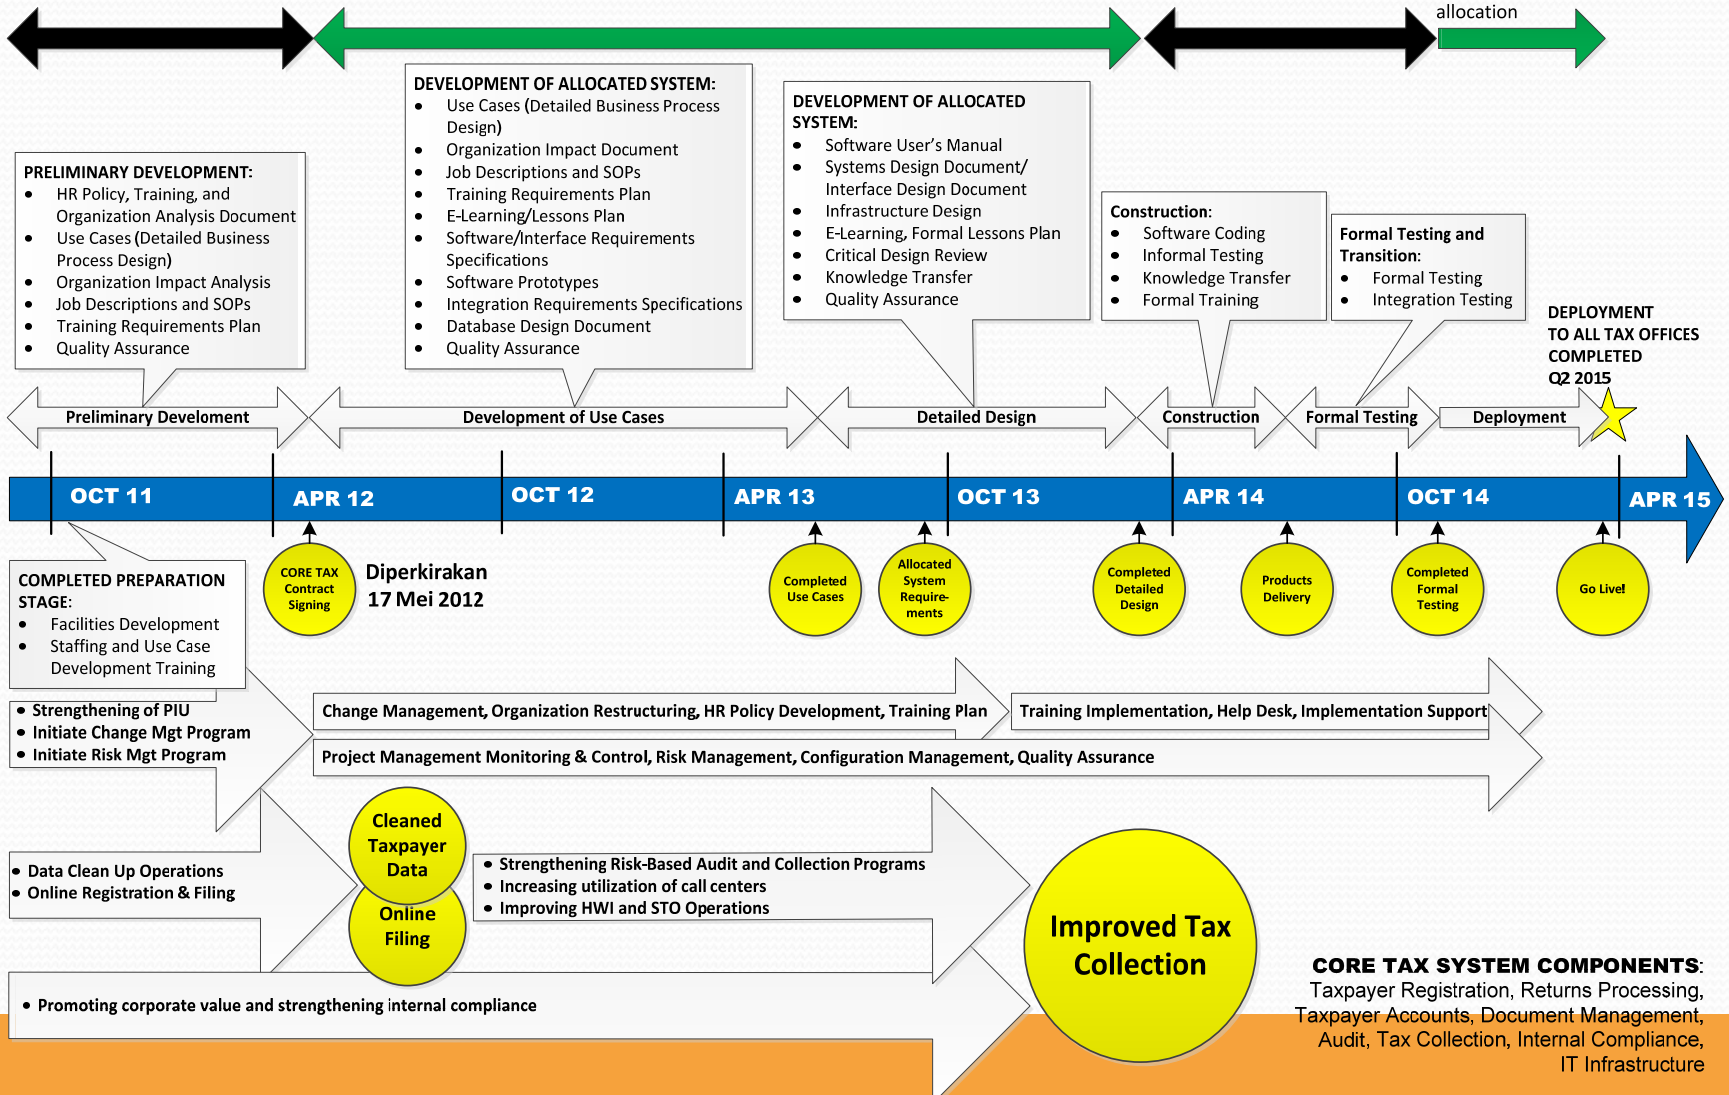 allocation
DEVELOPMENT OF ALLOCATED SYSTEM:
• Use Cases (Detailed Business Process
Design)
• Organization Impact Document
• Job Descriptions and SOPs
• Training Requirements Plan
• E-Learning/Lessons Plan
• Software/Interface Requirements
Specifications
• Software Prototypes
• Integration Requirements Specifications
• Database Design Document
• Quality Assurance
DEVELOPMENT OF ALLOCATED
SYSTEM:
• Software User's Manual
• Systems Design Document/
Interface Design Document
• Infrastructure Design
• E-Learning, Formal Lessons Plan
• Critical Design Review
• Knowledge Transfer
• Quality Assurance
PRELIMINARY DEVELOPMENT:
• HR Policy, Training, and
Organization Analysis Document
• Use Cases (Detailed Business
Process Design)
• Organization Impact Analysis
• Job Descriptions and SOPs
• Training Requirements Plan
• Quality Assurance
Construction:
• Software Coding
• Informal Testing
• Knowledge Transfer
• Formal Training
Formal Testing and
Transition:
• Formal Testing
• Integration Testing
DEPLOYMENT
TO ALL TAX OFFICES
COMPLETED
Q2 2015
Preliminary Develoment
Development of Use Cases
Detailed Design
Construction
Formal Testing
Deployment
OCT 11
APR 12
OCT 12
APR 13
OCT 13
APR 14
OCT 14
APR 15
COMPLETED PREPARATION
STAGE:
• Facilities Development
• Staffing and Use Case
Development Training
CORE TAX
Contract
Signing
Diperkirakan
17 Mei 2012
Completed
Use Cases
Allocated
System
Require-
ments
Completed
Detailed
Design
Products
Delivery
Completed
Formal
Testing
Go Live!
• Strengthening of PIU
• Initiate Change Mgt Program
• Initiate Risk Mgt Program
Change Management, Organization Restructuring, HR Policy Development, Training Plan
Training Implementation, Help Desk, Implementation Support
Project Management Monitoring & Control, Risk Management, Configuration Management, Quality Assurance
• Data Clean Up Operations
• Online Registration & Filing
Cleaned
Taxpayer
Data
Online
Filing
• Strengthening Risk-Based Audit and Collection Programs
• Increasing utilization of call centers
• Improving HWI and STO Operations
Improved Tax
Collection
• Promoting corporate value and strengthening internal compliance
CORE TAX SYSTEM COMPONENTS:
Taxpayer Registration, Returns Processing,
Taxpayer Accounts, Document Management,
Audit, Tax Collection, Internal Compliance,
IT Infrastructure